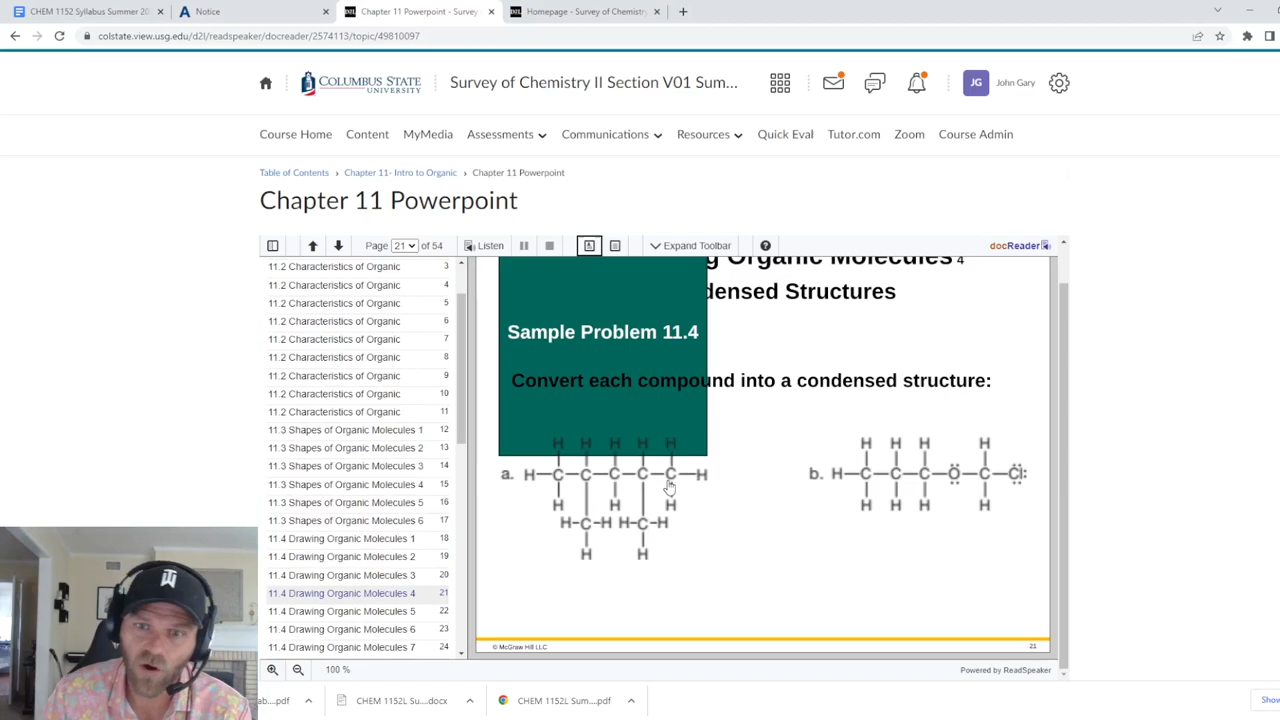 CHEM 1152 Syllabus Summer 20
Notice
Chapter 11 Powerpoint - Survey
Homepage - Survey of Chemistry
colstate.view.usg.edu/d2l/readspeaker/docreader/2574113/topic/49810097
COLUMBUS STATE
UNIVERSITY
Survey of Chemistry II Section V01 Sum...
JG
John Gary
Course Home
Content
MyMedia
Assessments
Communications
Resources
Quick Eval
Tutor.com
Zoom
Course Admin
Table of Contents › Chapter 11- Intro to Organic › Chapter 11 Powerpoint
Chapter 11 Powerpoint
Page 21 of 54
Listen
Expand Toolbar
docReader
11.2 Characteristics of Organic 3
11.2 Characteristics of Organic 4
11.2 Characteristics of Organic 5
11.2 Characteristics of Organic 6
11.2 Characteristics of Organic 7
11.2 Characteristics of Organic 8
11.2 Characteristics of Organic 9
11.2 Characteristics of Organic 10
11.2 Characteristics of Organic 11
11.3 Shapes of Organic Molecules 1 12
11.3 Shapes of Organic Molecules 2 13
11.3 Shapes of Organic Molecules 3 14
11.3 Shapes of Organic Molecules 4 15
11.3 Shapes of Organic Molecules 5 16
11.3 Shapes of Organic Molecules 6 17
11.4 Drawing Organic Molecules 1 18
11.4 Drawing Organic Molecules 2 19
11.4 Drawing Organic Molecules 3 20
11.4 Drawing Organic Molecules 4 21
11.4 Drawing Organic Molecules 5 22
11.4 Drawing Organic Molecules 6 23
11.4 Drawing Organic Molecules 7 24
g Organic Molecules 4
densed Structures
Sample Problem 11.4
Convert each compound into a condensed structure:
H H H H H
a. H–C–C–C–C–C–H
H H H
H–C–H H–C–H
H H
H H H H
b. H–C–C–C–Ö–C–Cl:
H H H H
© McGraw Hill LLC
21
100 %
Powered by ReadSpeaker
TW
ab....pdf
CHEM 1152L Su....docx
CHEM 1152L Sum....pdf
Show